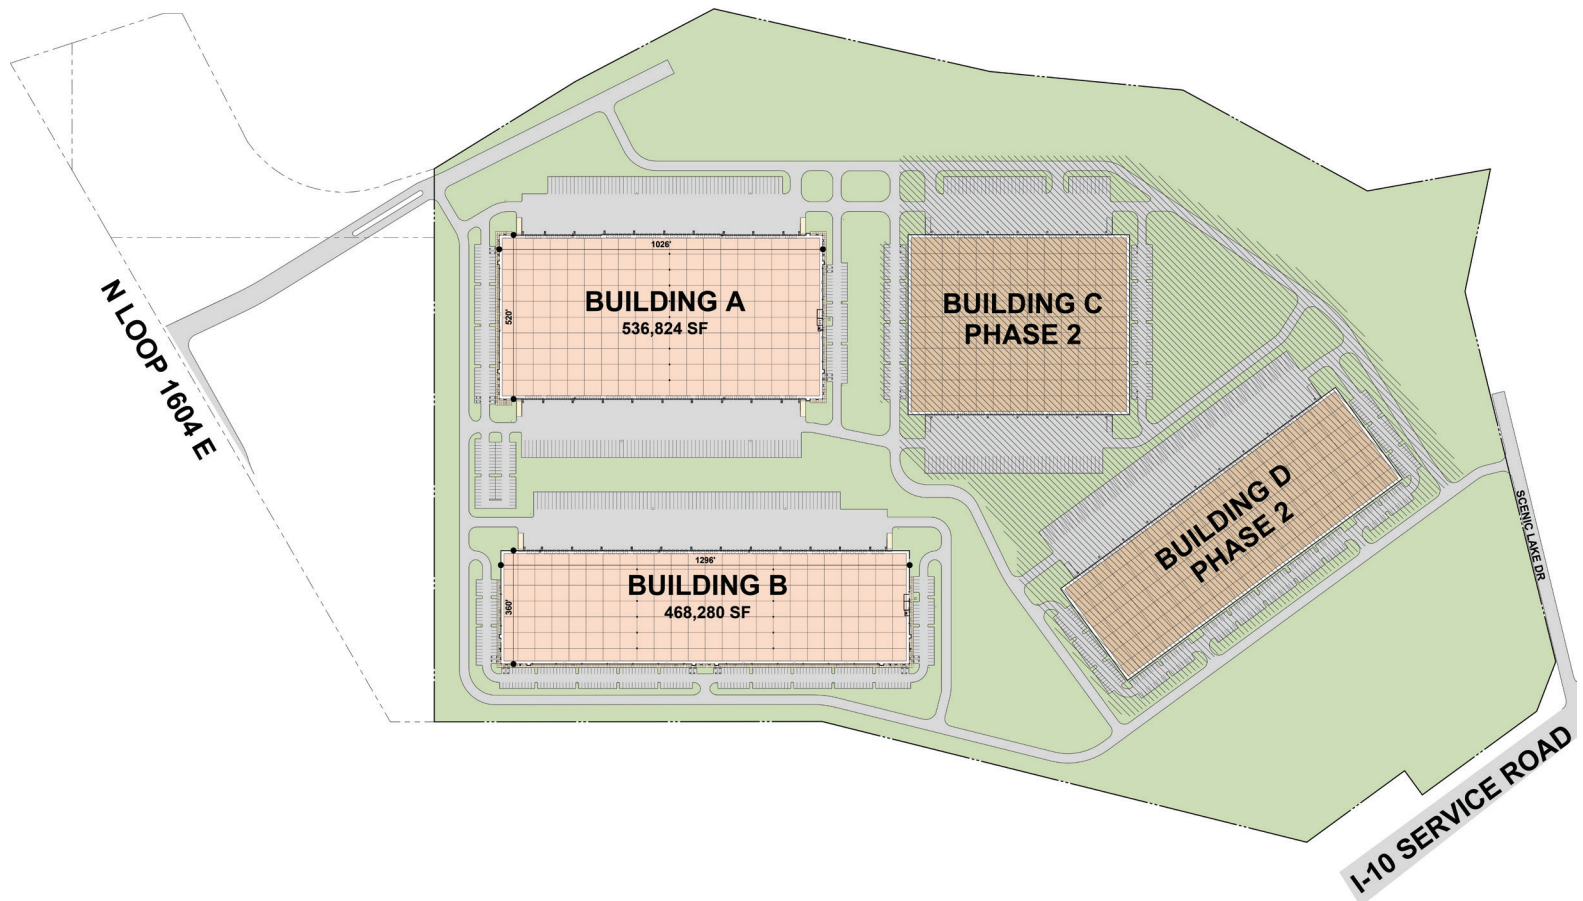 1026'
520'
BUILDING A
536,824 SF
BUILDING C
PHASE 2
N LOOP 1604 E
BUILDING D
PHASE 2
SCENIC LAKE DR
1296'
360'
BUILDING B
468,280 SF
I-10 SERVICE ROAD